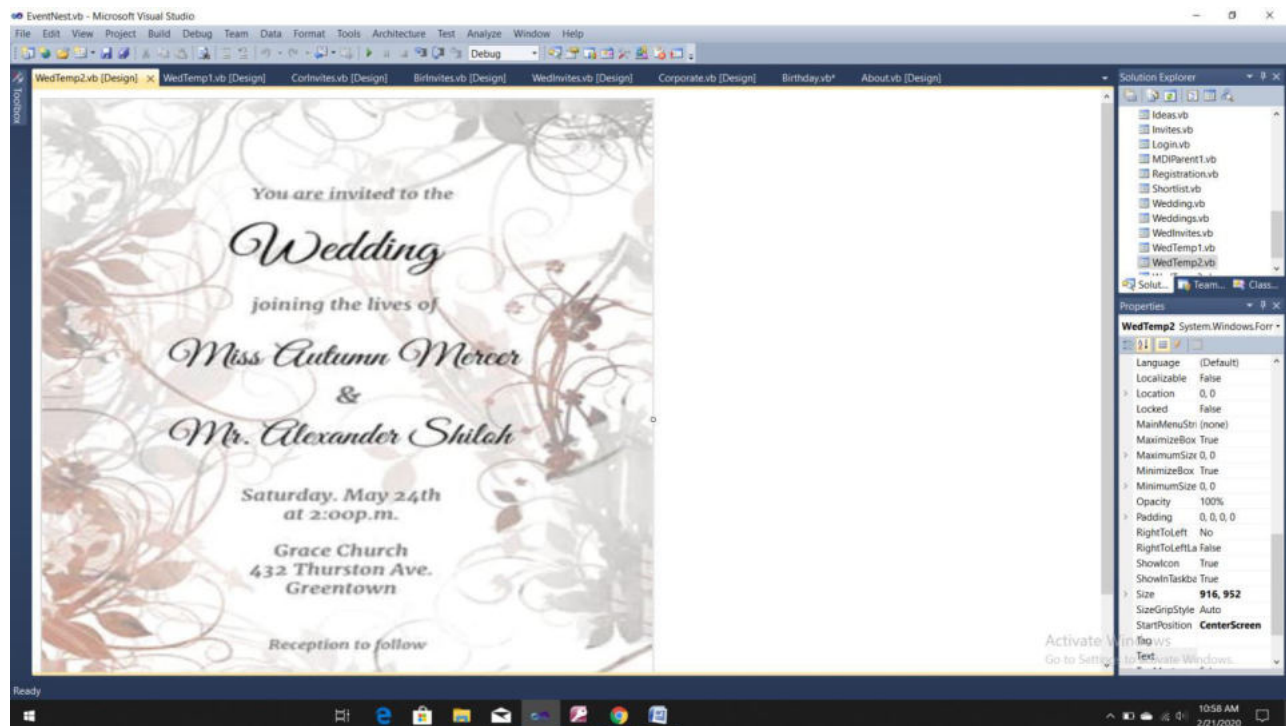 EventNest.vb - Microsoft Visual Studio
File Edit View Project Build Debug Team Data Format Tools Architecture Test Analyze Window Help
Debug
WedTemp2.vb [Design] WedTemp1.vb [Design] CorInvites.vb [Design] BirInvites.vb [Design] WedInvites.vb [Design] Corporate.vb [Design] Birthday.vb* About.vb [Design]
Toolbox
You are invited to the
Wedding
joining the lives of
Miss Autumn Mercer
&
Mr. Alexander Shiloh
Saturday. May 24th
at 2:00p.m.
Grace Church
432 Thurston Ave.
Greentown
Reception to follow
Solution Explorer
Ideas.vb
Invites.vb
Login.vb
MDIParent1.vb
Registration.vb
Shortlist.vb
Wedding.vb
Weddings.vb
WedInvites.vb
WedTemp1.vb
WedTemp2.vb
Solut... Team... Class...
Properties
WedTemp2 System.Windows.Forr
Language (Default)
Localizable False
Location 0, 0
Locked False
MainMenuStri (none)
MaximizeBox True
MaximumSize 0, 0
MinimizeBox True
MinimumSize 0, 0
Opacity 100%
Padding 0, 0, 0, 0
RightToLeft No
RightToLeftLa False
ShowIcon True
ShowInTaskba True
Size 916, 952
SizeGripStyle Auto
StartPosition CenterScreen
Tag
Text
Activate Windows
Go to Settings to activate Windows.
Ready
10:58 AM
2/21/2020